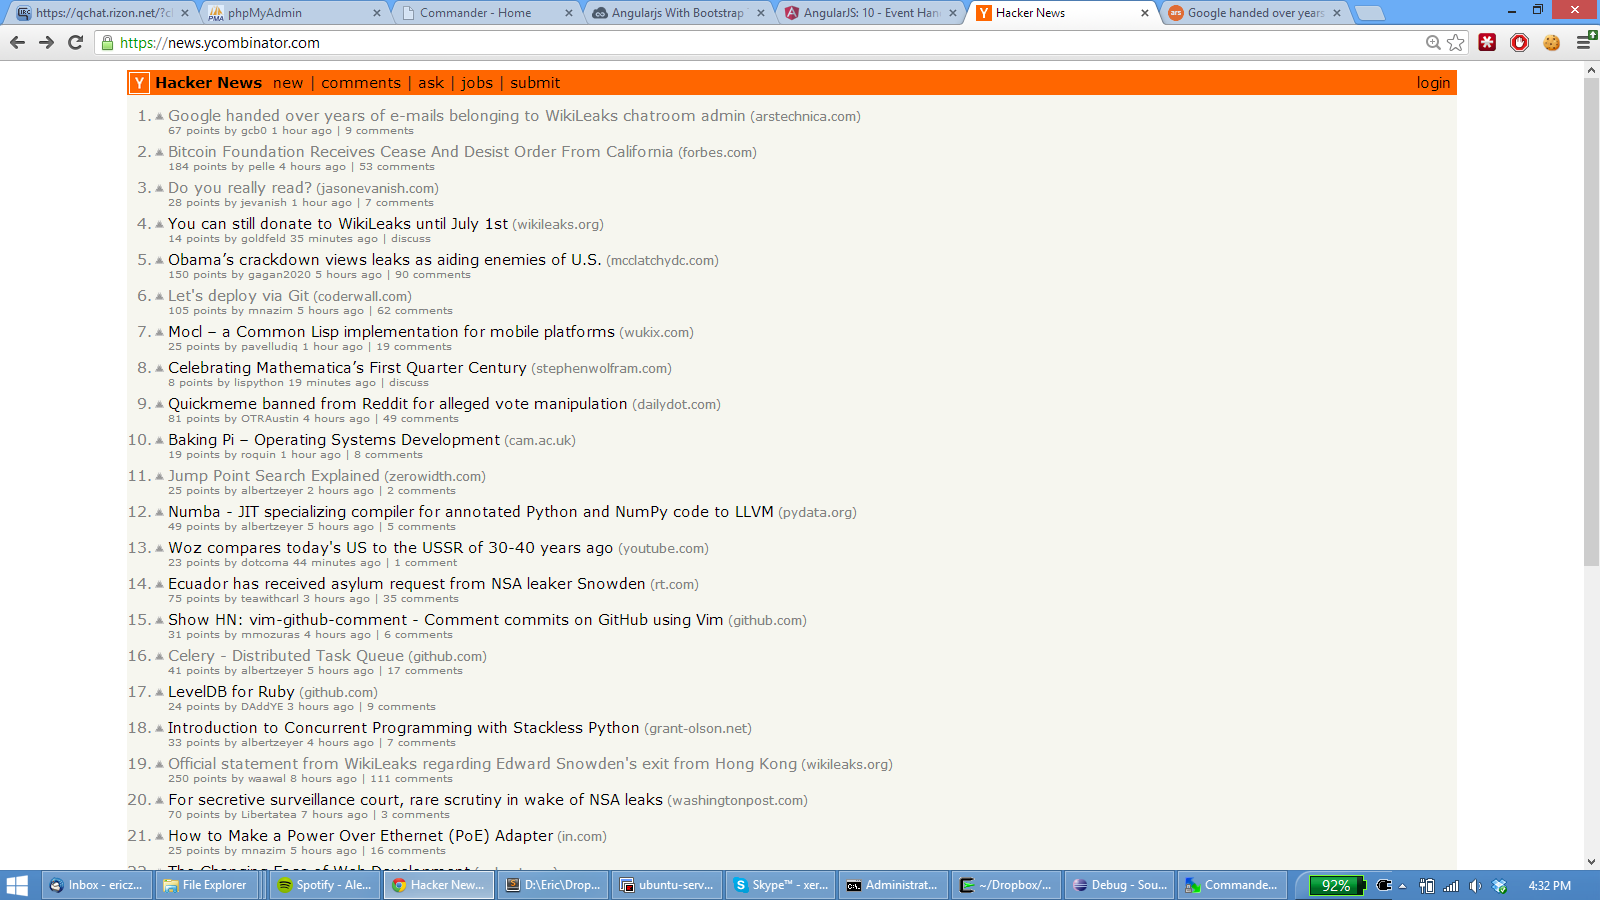 https://qchat.rizon.net/?cl
phpMyAdmin
Commander - Home
Angularjs With Bootstrap
AngularJS: 10 - Event Han
Hacker News
Google handed over years
https://news.ycombinator.com
Y Hacker News new | comments | ask | jobs | submit login
1. Google handed over years of e-mails belonging to WikiLeaks chatroom admin (arstechnica.com)
67 points by gcb0 1 hour ago | 9 comments
2. Bitcoin Foundation Receives Cease And Desist Order From California (forbes.com)
184 points by pelle 4 hours ago | 53 comments
3. Do you really read? (jasonevanish.com)
28 points by jevanish 1 hour ago | 7 comments
4. You can still donate to WikiLeaks until July 1st (wikileaks.org)
14 points by goldfeld 35 minutes ago | discuss
5. Obama’s crackdown views leaks as aiding enemies of U.S. (mcclatchydc.com)
150 points by gagan2020 5 hours ago | 90 comments
6. Let's deploy via Git (coderwall.com)
105 points by mnazim 5 hours ago | 62 comments
7. Mocl – a Common Lisp implementation for mobile platforms (wukix.com)
25 points by pavelludiq 1 hour ago | 19 comments
8. Celebrating Mathematica’s First Quarter Century (stephenwolfram.com)
8 points by lispython 19 minutes ago | discuss
9. Quickmeme banned from Reddit for alleged vote manipulation (dailydot.com)
81 points by OTRAustin 4 hours ago | 49 comments
10. Baking Pi – Operating Systems Development (cam.ac.uk)
19 points by roquin 1 hour ago | 8 comments
11. Jump Point Search Explained (zerowidth.com)
25 points by albertzeyer 2 hours ago | 2 comments
12. Numba - JIT specializing compiler for annotated Python and NumPy code to LLVM (pydata.org)
49 points by albertzeyer 5 hours ago | 5 comments
13. Woz compares today's US to the USSR of 30-40 years ago (youtube.com)
23 points by dotcoma 44 minutes ago | 1 comment
14. Ecuador has received asylum request from NSA leaker Snowden (rt.com)
75 points by teawithcarl 3 hours ago | 35 comments
15. Show HN: vim-github-comment - Comment commits on GitHub using Vim (github.com)
31 points by mmozuras 4 hours ago | 6 comments
16. Celery - Distributed Task Queue (github.com)
41 points by albertzeyer 5 hours ago | 17 comments
17. LevelDB for Ruby (github.com)
24 points by DAddYE 3 hours ago | 9 comments
18. Introduction to Concurrent Programming with Stackless Python (grant-olson.net)
33 points by albertzeyer 4 hours ago | 7 comments
19. Official statement from WikiLeaks regarding Edward Snowden's exit from Hong Kong (wikileaks.org)
250 points by waawal 8 hours ago | 111 comments
20. For secretive surveillance court, rare scrutiny in wake of NSA leaks (washingtonpost.com)
70 points by Libertatea 7 hours ago | 3 comments
21. How to Make a Power Over Ethernet (PoE) Adapter (in.com)
25 points by mnazim 5 hours ago | 16 comments
The Changing Face of Web Development
Inbox - ericz...
File Explorer
Spotify - Ale...
Hacker New...
D:\Eric\Drop...
ubuntu-serv...
Skype™ - xer...
Administrat...
~/Dropbox/...
Debug - Sou...
Commande...
92%
4:32 PM